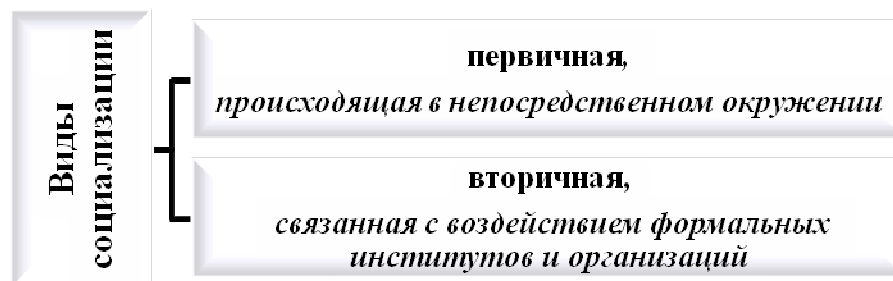 Виды
социализации
первичная,
происходящая в непосредственном окружении
вторичная,
связанная с воздействием формальных
институтов и организаций